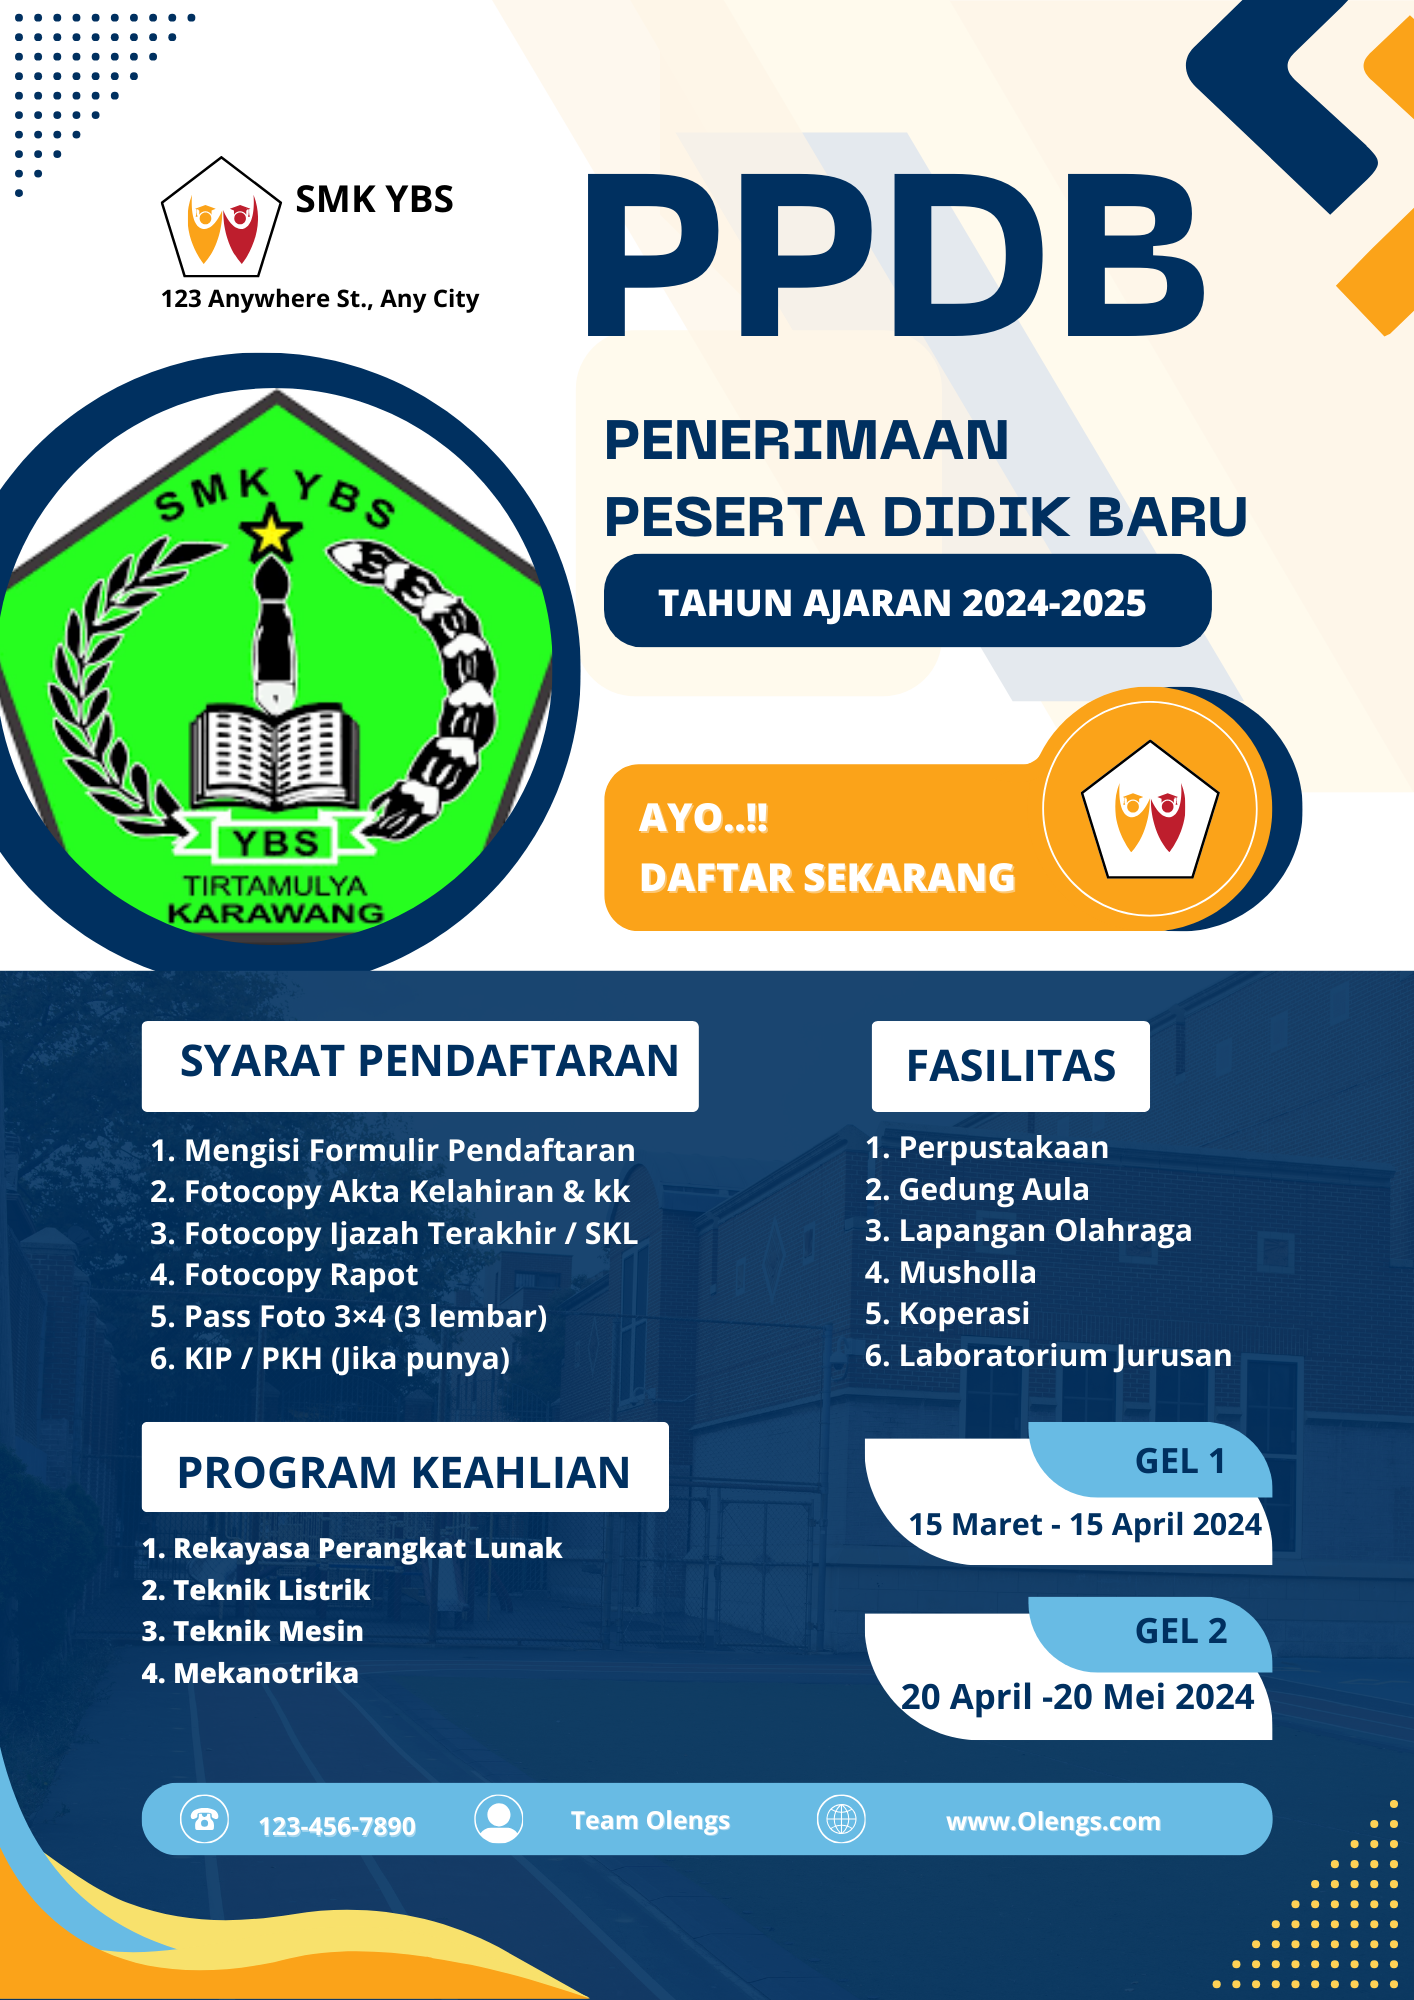 SMK YBS
123 Anywhere St., Any City
PPDB
PENERIMAAN
PESERTA DIDIK BARU
TAHUN AJARAN 2024-2025
SMK YBS
YBS
TIRTAMULYA
KARAWANG
AYO..!!
DAFTAR SEKARANG
SYARAT PENDAFTARAN
1. Mengisi Formulir Pendaftaran
2. Fotocopy Akta Kelahiran & kk
3. Fotocopy Ijazah Terakhir / SKL
4. Fotocopy Rapot
5. Pass Foto 3×4 (3 lembar)
6. KIP / PKH (Jika punya)
FASILITAS
1. Perpustakaan
2. Gedung Aula
3. Lapangan Olahraga
4. Musholla
5. Koperasi
6. Laboratorium Jurusan
PROGRAM KEAHLIAN
1. Rekayasa Perangkat Lunak
2. Teknik Listrik
3. Teknik Mesin
4. Mekanotrika
GEL 1
15 Maret - 15 April 2024
GEL 2
20 April -20 Mei 2024
123-456-7890
Team Olengs
www.Olengs.com